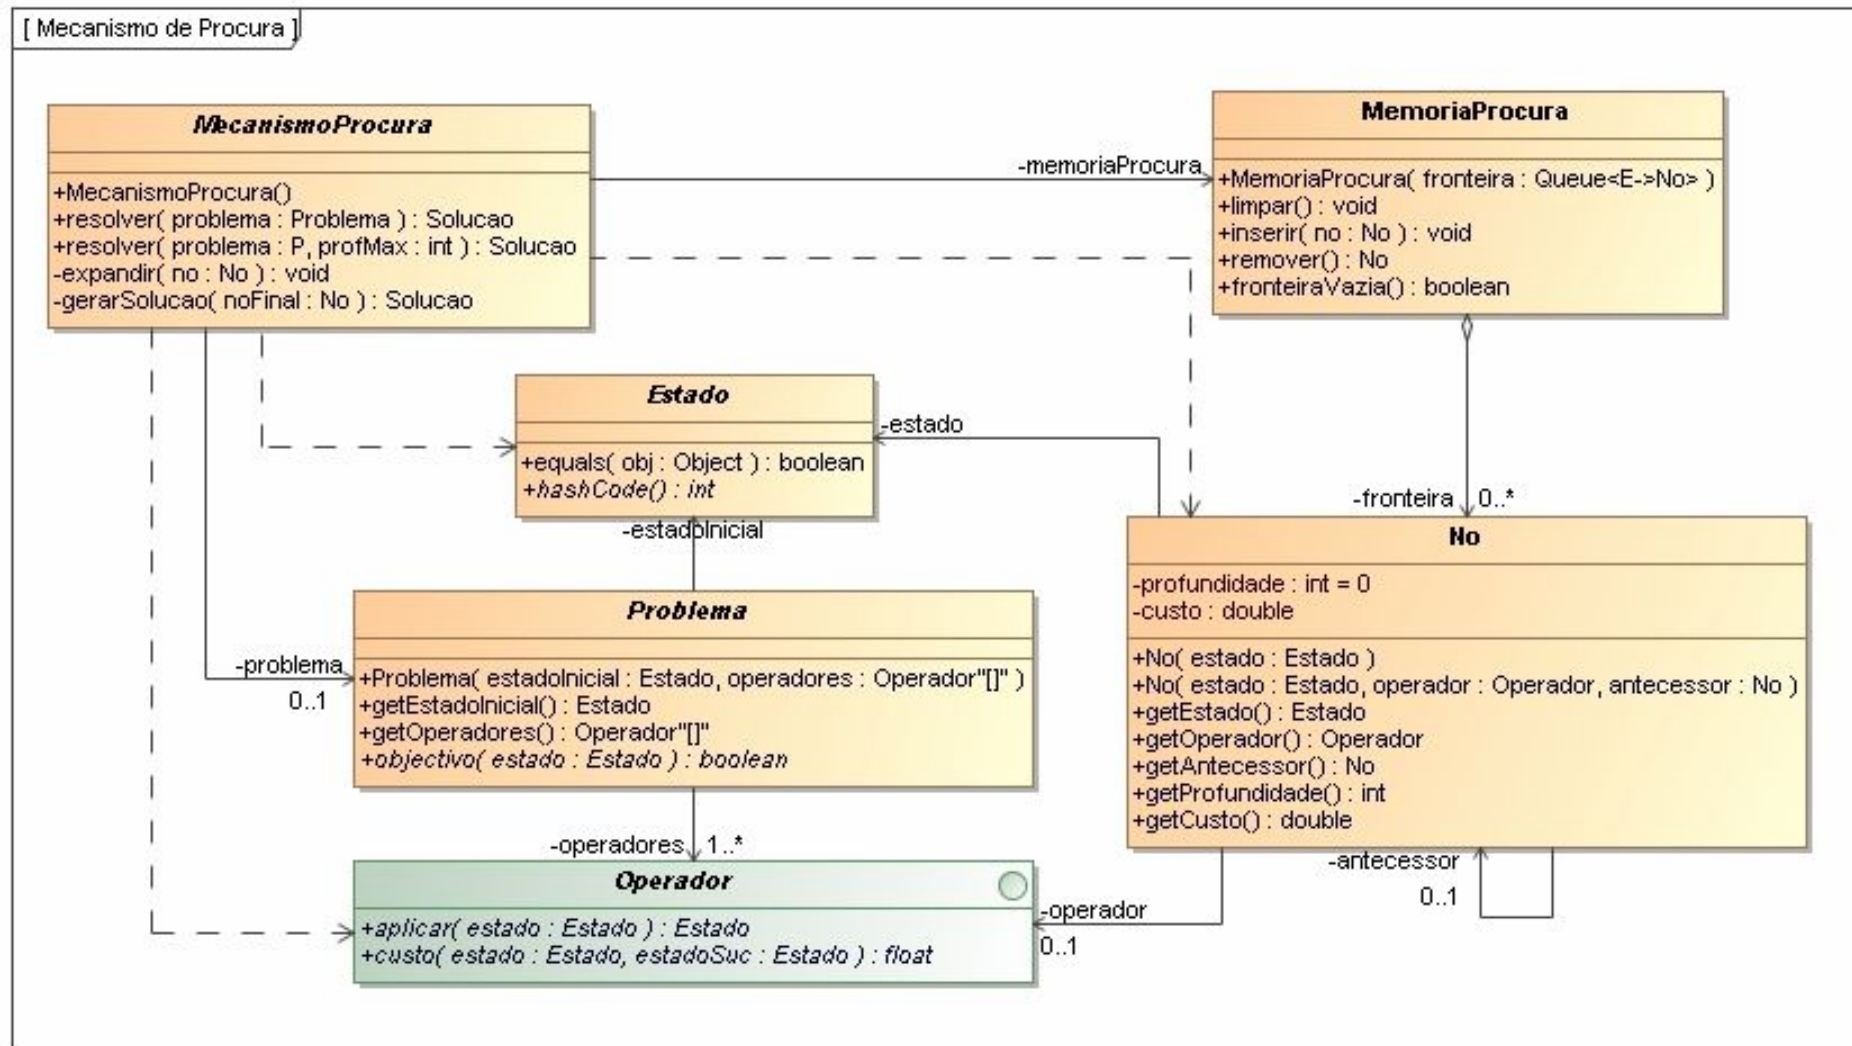 [ Mecanismo de Procura ]
MecanismoProcura
+MecanismoProcura()
+resolver( problema : Problema ) : Solucao
+resolver( problema : P, profMax : int ) : Solucao
-expandir( no : No ) : void
-gerarSolucao( noFinal : No ) : Solucao
-memoriaProcura
MemoriaProcura
+MemoriaProcura( fronteira : Queue<E->No> )
+limpar() : void
+inserir( no : No ) : void
+remover() : No
+fronteiraVazia() : boolean
Estado
+equals( obj : Object ) : boolean
+hashCode() : int
-estado
-estadoInicial
-fronteira
0..*
No
-profundidade : int = 0
-custo : double
+No( estado : Estado )
+No( estado : Estado, operador : Operador, antecessor : No )
+getEstado() : Estado
+getOperador() : Operador
+getAntecessor() : No
+getProfundidade() : int
+getCusto() : double
-problema
0..1
Problema
+Problema( estadoInicial : Estado, operadores : Operador"[]" )
+getEstadoInicial() : Estado
+getOperadores() : Operador"[]"
+objectivo( estado : Estado ) : boolean
-operadores
1..*
-antecessor
0..1
Operador
+aplicar( estado : Estado ) : Estado
+custo( estado : Estado, estadoSuc : Estado ) : float
-operador
0..1